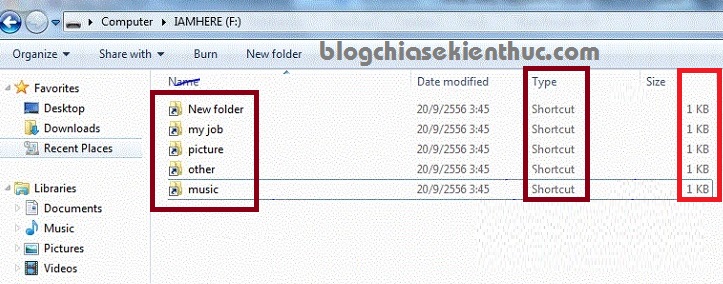 Computer ▸ IAMHERE (F:) ▸
Organize Share with Burn New folder
blogchiasekienthuc.com
Favorites
Desktop
Downloads
Recent Places
Libraries
Documents
Music
Pictures
Videos
Name Date modified Type Size
New folder 20/9/2556 3:45 Shortcut 1 KB
my job 20/9/2556 3:45 Shortcut 1 KB
picture 20/9/2556 3:45 Shortcut 1 KB
other 20/9/2556 3:45 Shortcut 1 KB
music 20/9/2556 3:45 Shortcut 1 KB